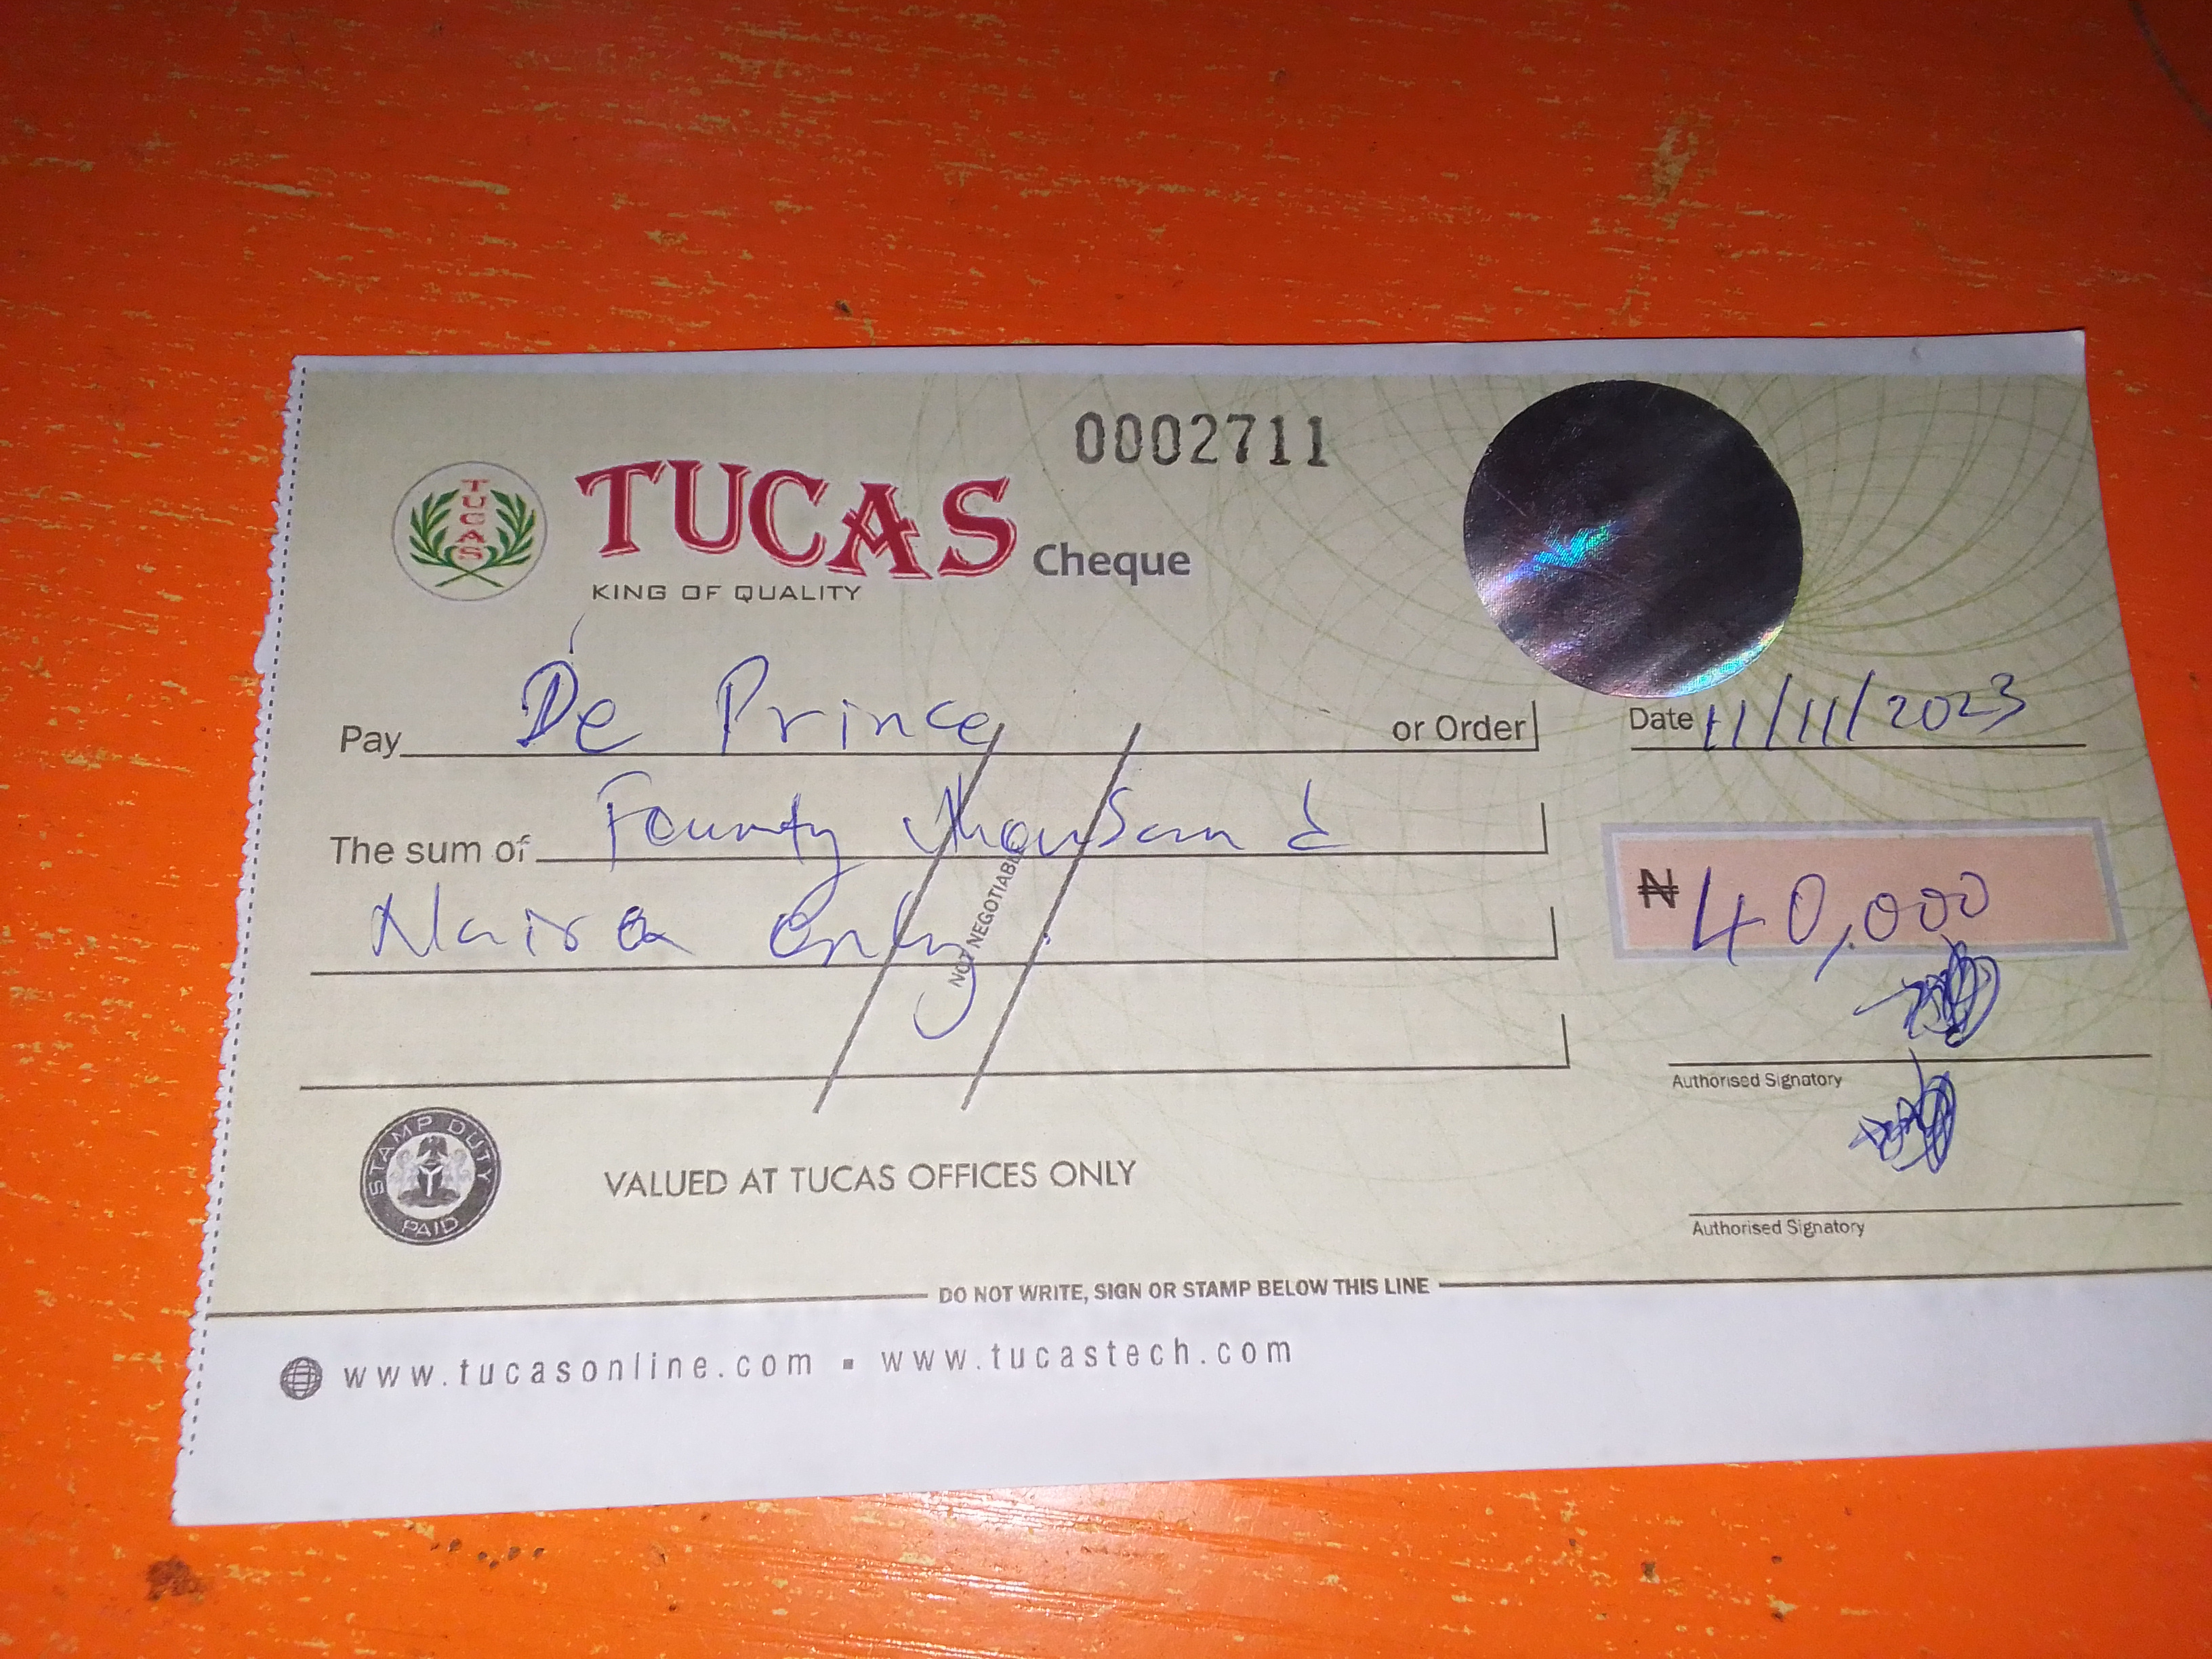 0002711
TUCAS
TUCAS Cheque
KING OF QUALITY
Pay De Prince or Order
Date 11/11/2023
The sum of Fourty thousand
Naira only
NOT NEGOTIABLE
₦ 40,000
Authorised Signatory
Authorised Signatory
STAMP DUTY PAID
VALUED AT TUCAS OFFICES ONLY
DO NOT WRITE, SIGN OR STAMP BELOW THIS LINE
www.tucasonline.com ▪ www.tucastech.com